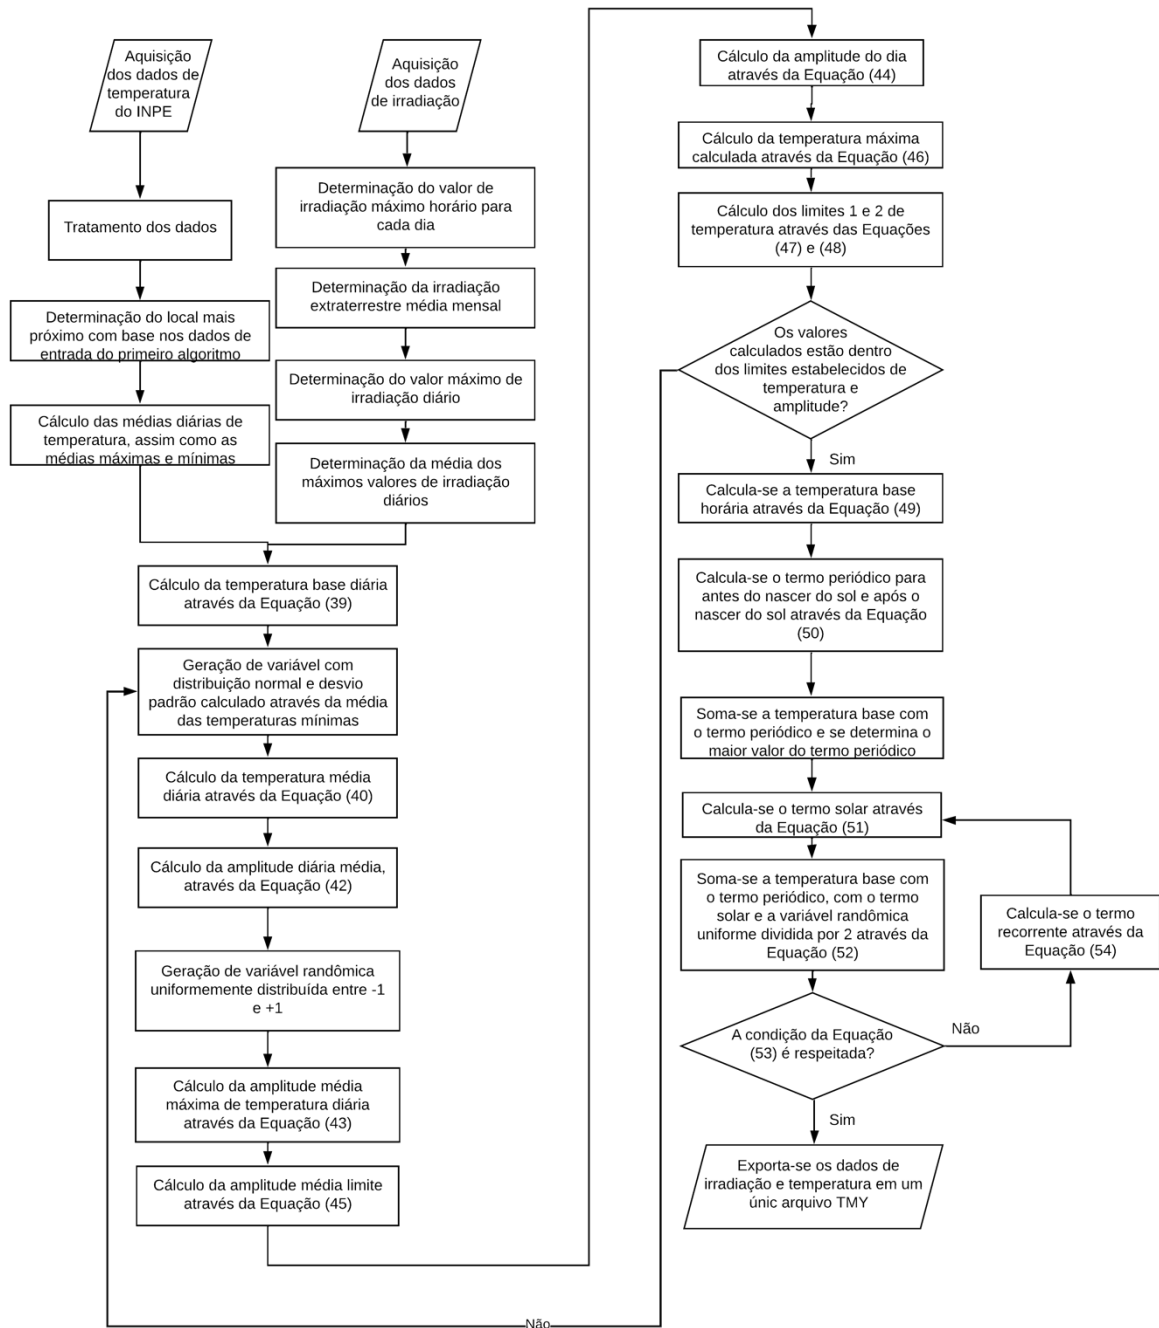 Aquisição
dos dados de
temperatura
do INPE
Tratamento dos dados
Determinação do local mais
próximo com base nos dados de
entrada do primeiro algoritmo
Cálculo das médias diárias de
temperatura, assim como as
médias máximas e mínimas
Aquisição
dos dados
de irradiação
Determinação do valor de
irradiação máximo horário para
cada dia
Determinação da irradiação
extraterrestre média mensal
Determinação do valor máximo de
irradiação diário
Determinação da média dos
máximos valores de irradiação
diários
Cálculo da temperatura base diária
através da Equação (39)
Geração de variável com
distribuição normal e desvio
padrão calculado através da média
das temperaturas mínimas
Cálculo da temperatura média
diária através da Equação (40)
Cálculo da amplitude diária média,
através da Equação (42)
Geração de variável randômica
uniformemente distribuída entre -1
e +1
Cálculo da amplitude média
máxima de temperatura diária
através da Equação (43)
Cálculo da amplitude média limite
através da Equação (45)
Cálculo da amplitude do dia
através da Equação (44)
Cálculo da temperatura máxima
calculada através da Equação (46)
Cálculo dos limites 1 e 2 de
temperatura através das Equações
(47) e (48)
Os valores
calculados estão dentro
dos limites estabelecidos de
temperatura e
amplitude?
Sim
Calcula-se a temperatura base
horária através da Equação (49)
Calcula-se o termo periódico para
antes do nascer do sol e após o
nascer do sol através da Equação
(50)
Soma-se a temperatura base com
o termo periódico e se determina o
maior valor do termo periódico
Calcula-se o termo solar através
da Equação (51)
Soma-se a temperatura base com
o termo periódico, com o termo
solar e a variável randômica
uniforme dividida por 2 através da
Equação (52)
Calcula-se o termo
recorrente através da
Equação (54)
A condição da Equação
(53) é respeitada?
Não
Sim
Exporta-se os dados de
irradiação e temperatura em um
únic arquivo TMY
Não